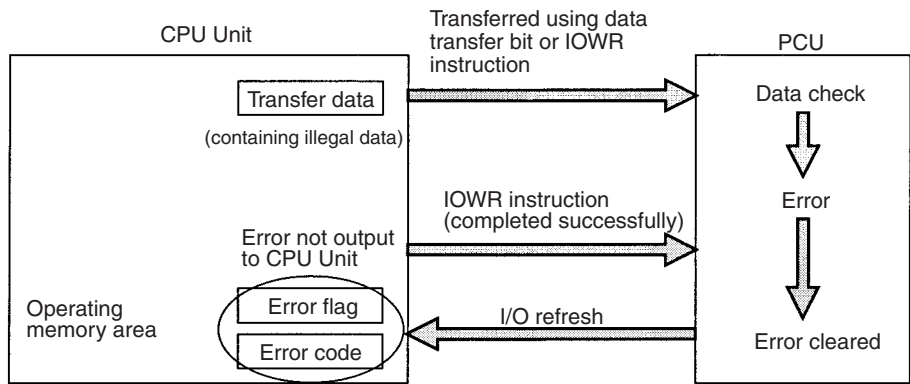 CPU Unit
Transferred using data
transfer bit or IOWR
instruction
PCU
Transfer data
(containing illegal data)
Data check
IOWR instruction
(completed successfully)
Error
Error not output
to CPU Unit
Operating
memory area
Error flag
Error code
I/O refresh
Error cleared